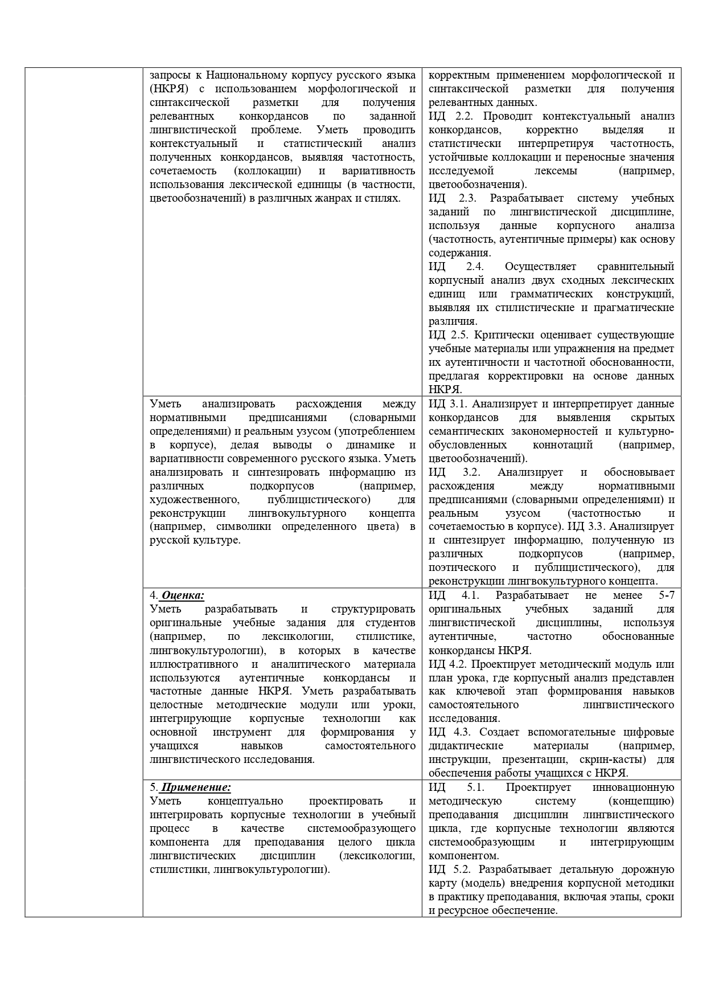 запросы к Национальному корпусу русского языка
(НКРЯ) с использованием морфологической и
синтаксической разметки для получения
релевантных конкордансов по заданной
лингвистической проблеме. Уметь проводить
контекстуальный и статистический анализ
полученных конкордансов, выявляя частотность,
сочетаемость (коллокации) и вариативность
использования лексической единицы (в частности,
цветообозначений) в различных жанрах и стилях.
корректным применением морфологической и
синтаксической разметки для получения
релевантных данных.
ИД 2.2. Проводит контекстуальный анализ
конкордансов, корректно выделяя и
статистически интерпретируя частотность,
устойчивые коллокации и переносные значения
исследуемой лексемы (например,
цветообозначения).
ИД 2.3. Разрабатывает систему учебных
заданий по лингвистической дисциплине,
используя данные корпусного анализа
(частотность, аутентичные примеры) как основу
содержания.
ИД 2.4. Осуществляет сравнительный
корпусный анализ двух сходных лексических
единиц или грамматических конструкций,
выявляя их стилистические и прагматические
различия.
ИД 2.5. Критически оценивает существующие
учебные материалы или упражнения на предмет
их аутентичности и частотной обоснованности,
предлагая корректировки на основе данных
НКРЯ.
Уметь анализировать расхождения между
нормативными предписаниями (словарными
определениями) и реальным узусом (употреблением
в корпусе), делая выводы о динамике и
вариативности современного русского языка. Уметь
анализировать и синтезировать информацию из
различных подкорпусов (например,
художественного, публицистического) для
реконструкции лингвокультурного концепта
(например, символики определенного цвета) в
русской культуре.
ИД 3.1. Анализирует и интерпретирует данные
конкордансов для выявления скрытых
семантических закономерностей и культурно-
обусловленных коннотаций (например,
цветообозначений).
ИД 3.2. Анализирует и обосновывает
расхождения между нормативными
предписаниями (словарными определениями) и
реальным узусом (частотностью и
сочетаемостью в корпусе). ИД 3.3. Анализирует
и синтезирует информацию, полученную из
различных подкорпусов (например,
поэтического и публицистического), для
реконструкции лингвокультурного концепта.
4. Оценка:
Уметь разрабатывать и структурировать
оригинальные учебные задания для студентов
(например, по лексикологии, стилистике,
лингвокультурологии), в которых в качестве
иллюстративного и аналитического материала
используются аутентичные конкордансы и
частотные данные НКРЯ. Уметь разрабатывать
целостные методические модули или уроки,
интегрирующие корпусные технологии как
основной инструмент для формирования у
учащихся навыков самостоятельного
лингвистического исследования.
ИД 4.1. Разрабатывает не менее 5-7
оригинальных учебных заданий для
лингвистической дисциплины, используя
аутентичные, частотно обоснованные
конкордансы НКРЯ.
ИД 4.2. Проектирует методический модуль или
план урока, где корпусный анализ представлен
как ключевой этап формирования навыков
самостоятельного лингвистического
исследования.
ИД 4.3. Создает вспомогательные цифровые
дидактические материалы (например,
инструкции, презентации, скрин-касты) для
обеспечения работы учащихся с НКРЯ.
5. Применение:
Уметь концептуально проектировать и
интегрировать корпусные технологии в учебный
процесс в качестве системообразующего
компонента для преподавания целого цикла
лингвистических дисциплин (лексикологии,
стилистики, лингвокультурологии).
ИД 5.1. Проектирует инновационную
методическую систему (концепцию)
преподавания дисциплин лингвистического
цикла, где корпусные технологии являются
системообразующим и интегрирующим
компонентом.
ИД 5.2. Разрабатывает детальную дорожную
карту (модель) внедрения корпусной методики
в практику преподавания, включая этапы, сроки
и ресурсное обеспечение.